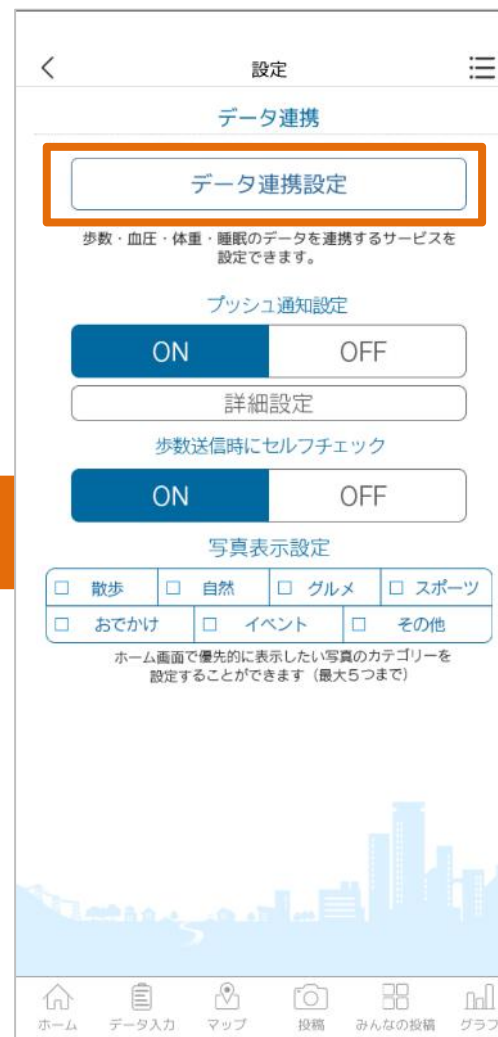 設定
データ連携
データ連携設定
歩数・血圧・体重・睡眠のデータを連携するサービスを
設定できます。
プッシュ通知設定
ON OFF
詳細設定
歩数送信時にセルフチェック
ON OFF
写真表示設定
散歩 自然 グルメ スポーツ
おでかけ イベント その他
ホーム画面で優先的に表示したい写真のカテゴリーを
設定することができます（最大5つまで）
ホーム データ入力 マップ 投稿 みんなの投稿 グラフ